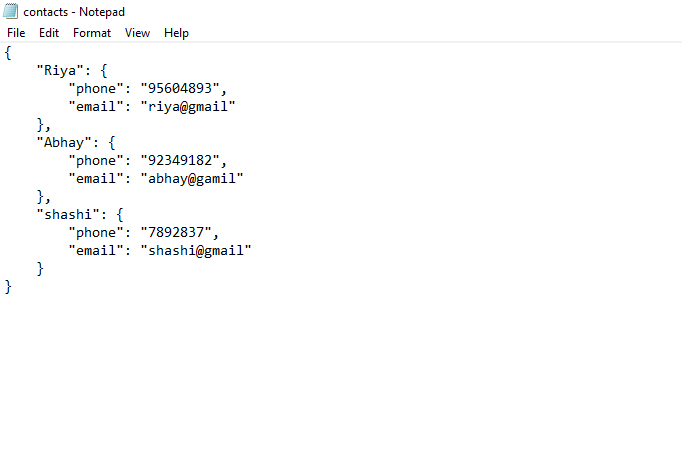 contacts - Notepad
File Edit Format View Help
{
    "Riya": {
        "phone": "95604893",
        "email": "riya@gmail"
    },
    "Abhay": {
        "phone": "92349182",
        "email": "abhay@gamil"
    },
    "shashi": {
        "phone": "7892837",
        "email": "shashi@gmail"
    }
}